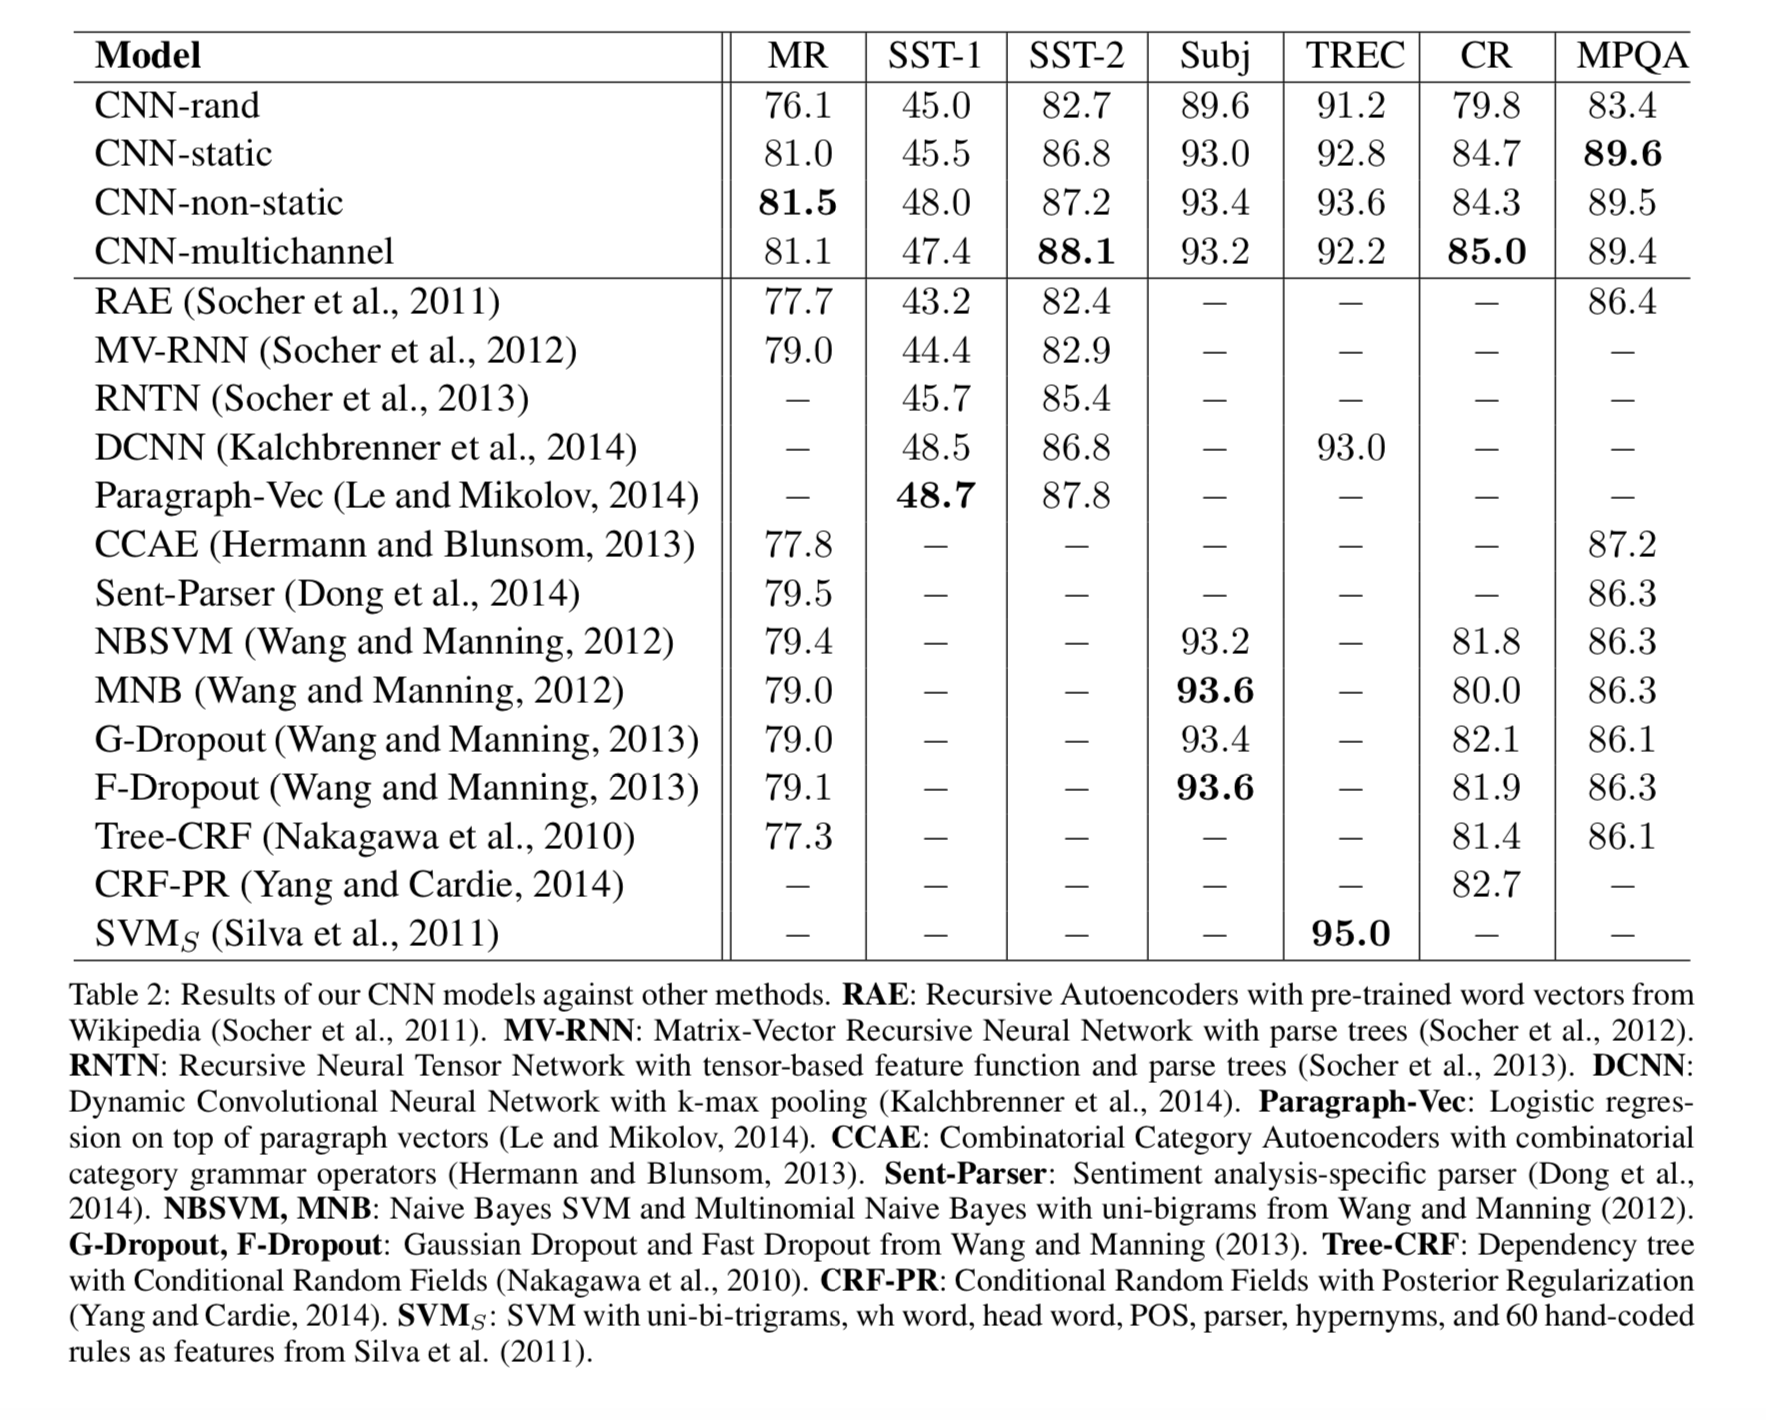 Model MR SST-1 SST-2 Subj TREC CR MPQA
CNN-rand 76.1 45.0 82.7 89.6 91.2 79.8 83.4
CNN-static 81.0 45.5 86.8 93.0 92.8 84.7 89.6
CNN-non-static 81.5 48.0 87.2 93.4 93.6 84.3 89.5
CNN-multichannel 81.1 47.4 88.1 93.2 92.2 85.0 89.4
RAE (Socher et al., 2011) 77.7 43.2 82.4 – – – 86.4
MV-RNN (Socher et al., 2012) 79.0 44.4 82.9 – – – –
RNTN (Socher et al., 2013) – 45.7 85.4 – – – –
DCNN (Kalchbrenner et al., 2014) – 48.5 86.8 – 93.0 – –
Paragraph-Vec (Le and Mikolov, 2014) – 48.7 87.8 – – – –
CCAE (Hermann and Blunsom, 2013) 77.8 – – – – – 87.2
Sent-Parser (Dong et al., 2014) 79.5 – – – – – 86.3
NBSVM (Wang and Manning, 2012) 79.4 – – 93.2 – 81.8 86.3
MNB (Wang and Manning, 2012) 79.0 – – 93.6 – 80.0 86.3
G-Dropout (Wang and Manning, 2013) 79.0 – – 93.4 – 82.1 86.1
F-Dropout (Wang and Manning, 2013) 79.1 – – 93.6 – 81.9 86.3
Tree-CRF (Nakagawa et al., 2010) 77.3 – – – – 81.4 86.1
CRF-PR (Yang and Cardie, 2014) – – – – – 82.7 –
SVMS (Silva et al., 2011) – – – – 95.0 – –
Table 2: Results of our CNN models against other methods. RAE: Recursive Autoencoders with pre-trained word vectors from
Wikipedia (Socher et al., 2011). MV-RNN: Matrix-Vector Recursive Neural Network with parse trees (Socher et al., 2012).
RNTN: Recursive Neural Tensor Network with tensor-based feature function and parse trees (Socher et al., 2013). DCNN:
Dynamic Convolutional Neural Network with k-max pooling (Kalchbrenner et al., 2014). Paragraph-Vec: Logistic regres-
sion on top of paragraph vectors (Le and Mikolov, 2014). CCAE: Combinatorial Category Autoencoders with combinatorial
category grammar operators (Hermann and Blunsom, 2013). Sent-Parser: Sentiment analysis-specific parser (Dong et al.,
2014). NBSVM, MNB: Naive Bayes SVM and Multinomial Naive Bayes with uni-bigrams from Wang and Manning (2012).
G-Dropout, F-Dropout: Gaussian Dropout and Fast Dropout from Wang and Manning (2013). Tree-CRF: Dependency tree
with Conditional Random Fields (Nakagawa et al., 2010). CRF-PR: Conditional Random Fields with Posterior Regularization
(Yang and Cardie, 2014). SVMS: SVM with uni-bi-trigrams, wh word, head word, POS, parser, hypernyms, and 60 hand-coded
rules as features from Silva et al. (2011).